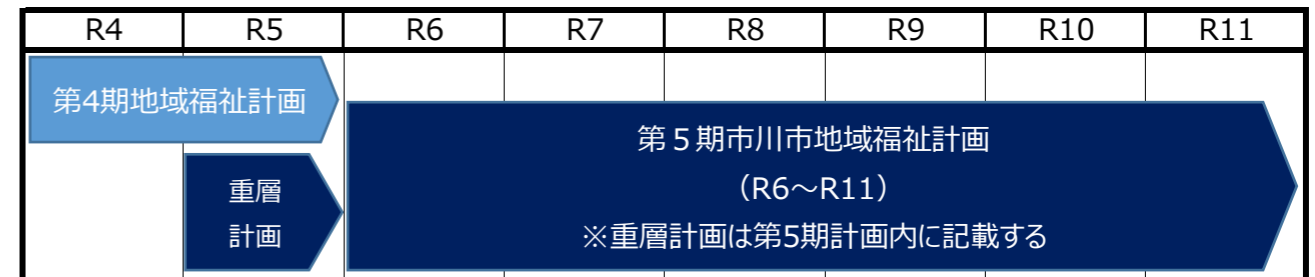 R4 R5 R6 R7 R8 R9 R10 R11
第4期地域福祉計画
重層
計画
第５期市川市地域福祉計画
（R6～R11）
※重層計画は第5期計画内に記載する